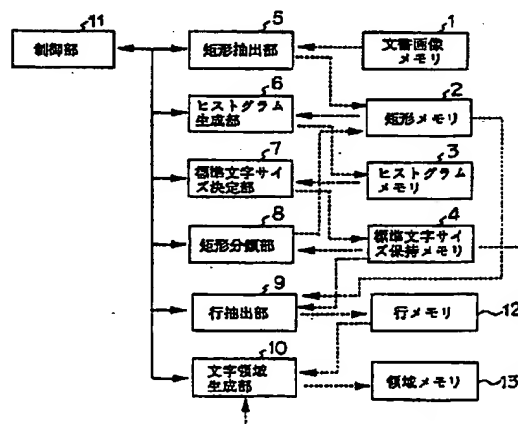 11
制御部
5
矩形抽出部
1
文書画像
メモリ
6
ヒストグラム
生成部
2
矩形メモリ
7
標準文字サイ
ズ決定部
3
ヒストグラム
メモリ
8
矩形分類部
4
標準文字サイ
ズ保持メモリ
9
行抽出部
行メモリ
12
10
文字領域
生成部
領域メモリ
13